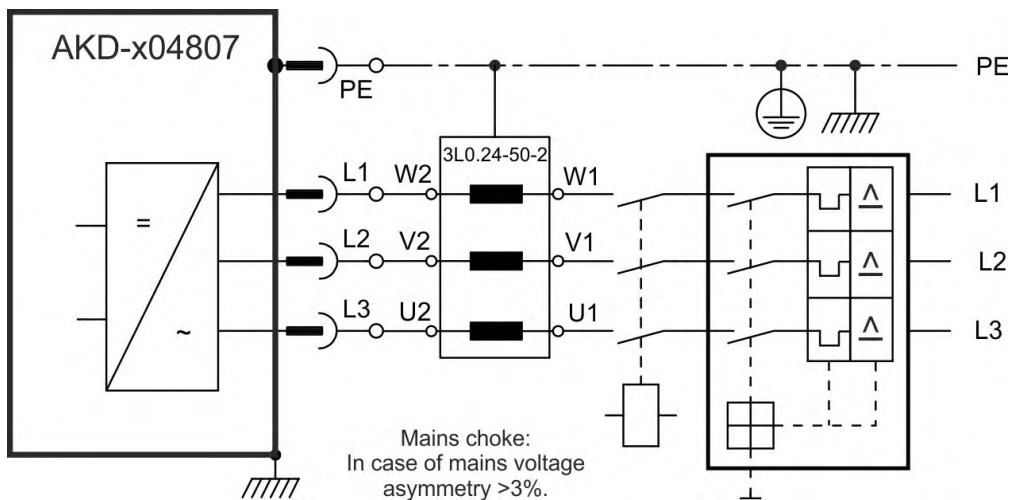 AKD-x04807
PE
PE
3L0.24-50-2
L1 W2 W1 L1
=
L2 V2 V1 L2
~
L3 U2 U1 L3
Mains choke:
In case of mains voltage
asymmetry >3%.